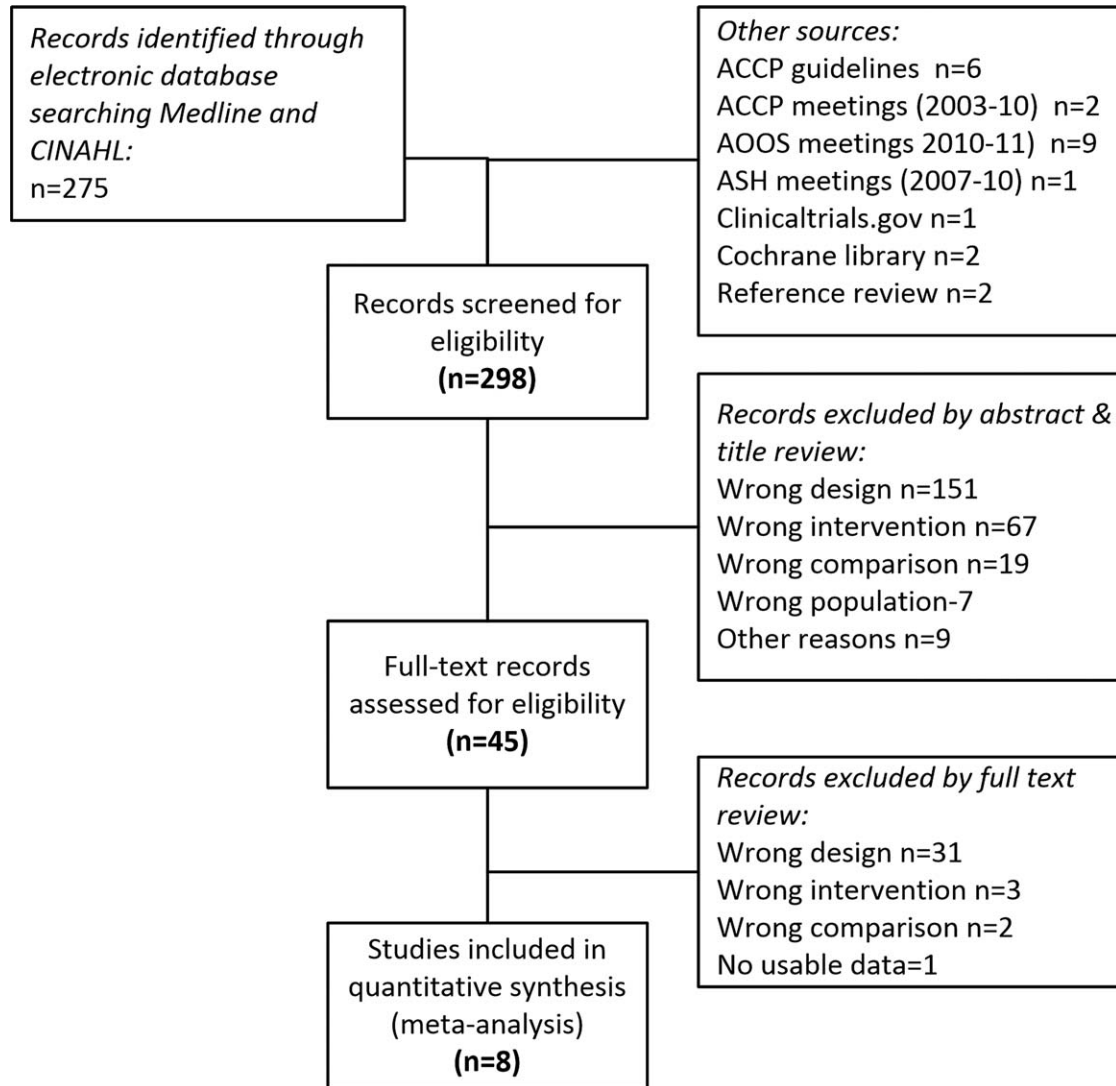 Records identified through
electronic database
searching Medline and
CINAHL:
n=275
Other sources:
ACCP guidelines  n=6
ACCP meetings (2003-10)  n=2
AOOS meetings 2010-11)  n=9
ASH meetings (2007-10) n=1
Clinicaltrials.gov n=1
Cochrane library n=2
Reference review n=2
Records screened for
eligibility
(n=298)
Records excluded by abstract &
title review:
Wrong design n=151
Wrong intervention n=67
Wrong comparison n=19
Wrong population-7
Other reasons n=9
Full-text records
assessed for eligibility
(n=45)
Records excluded by full text
review:
Wrong design n=31
Wrong intervention n=3
Wrong comparison n=2
No usable data=1
Studies included in
quantitative synthesis
(meta-analysis)
(n=8)